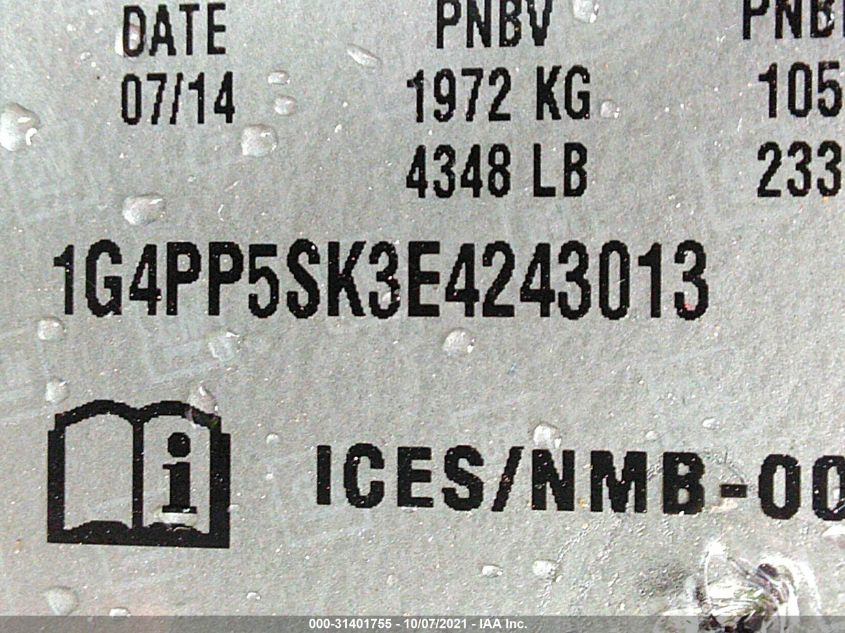 DATE PNBV
07/14 1972 KG 105
4348 LB 233
1G4PP5SK3E4243013
i ICES/NMB-00
000-31401755 - 10/07/2021 - IAA Inc.